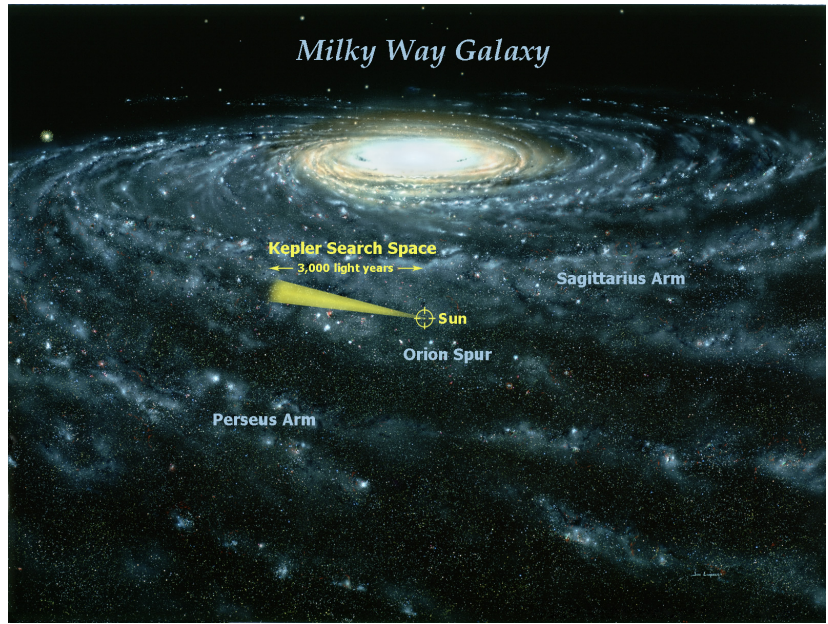 Milky Way Galaxy
Kepler Search Space
3,000 light years
Sagittarius Arm
Sun
Orion Spur
Perseus Arm